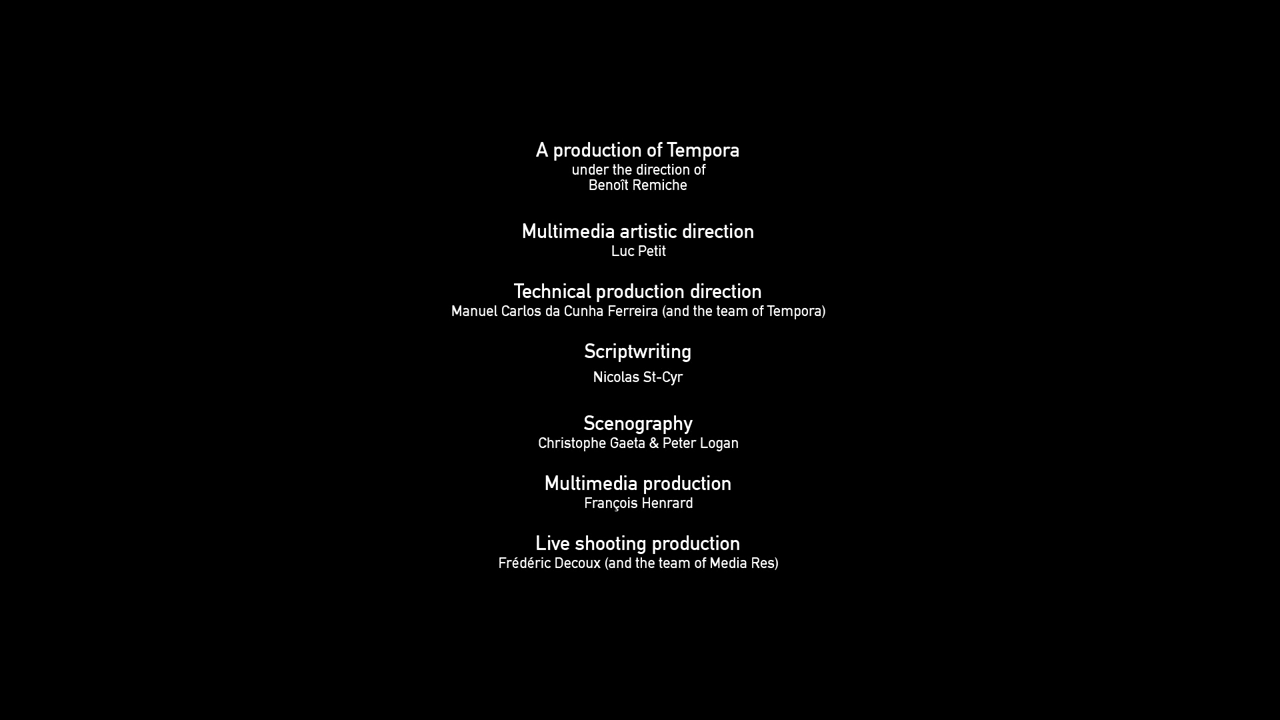 A production of Tempora
under the direction of
Benoît Remiche
Multimedia artistic direction
Luc Petit
Technical production direction
Manuel Carlos da Cunha Ferreira (and the team of Tempora)
Scriptwriting
Nicolas St-Cyr
Scenography
Christophe Gaeta & Peter Logan
Multimedia production
François Henrard
Live shooting production
Frédéric Decoux (and the team of Media Res)